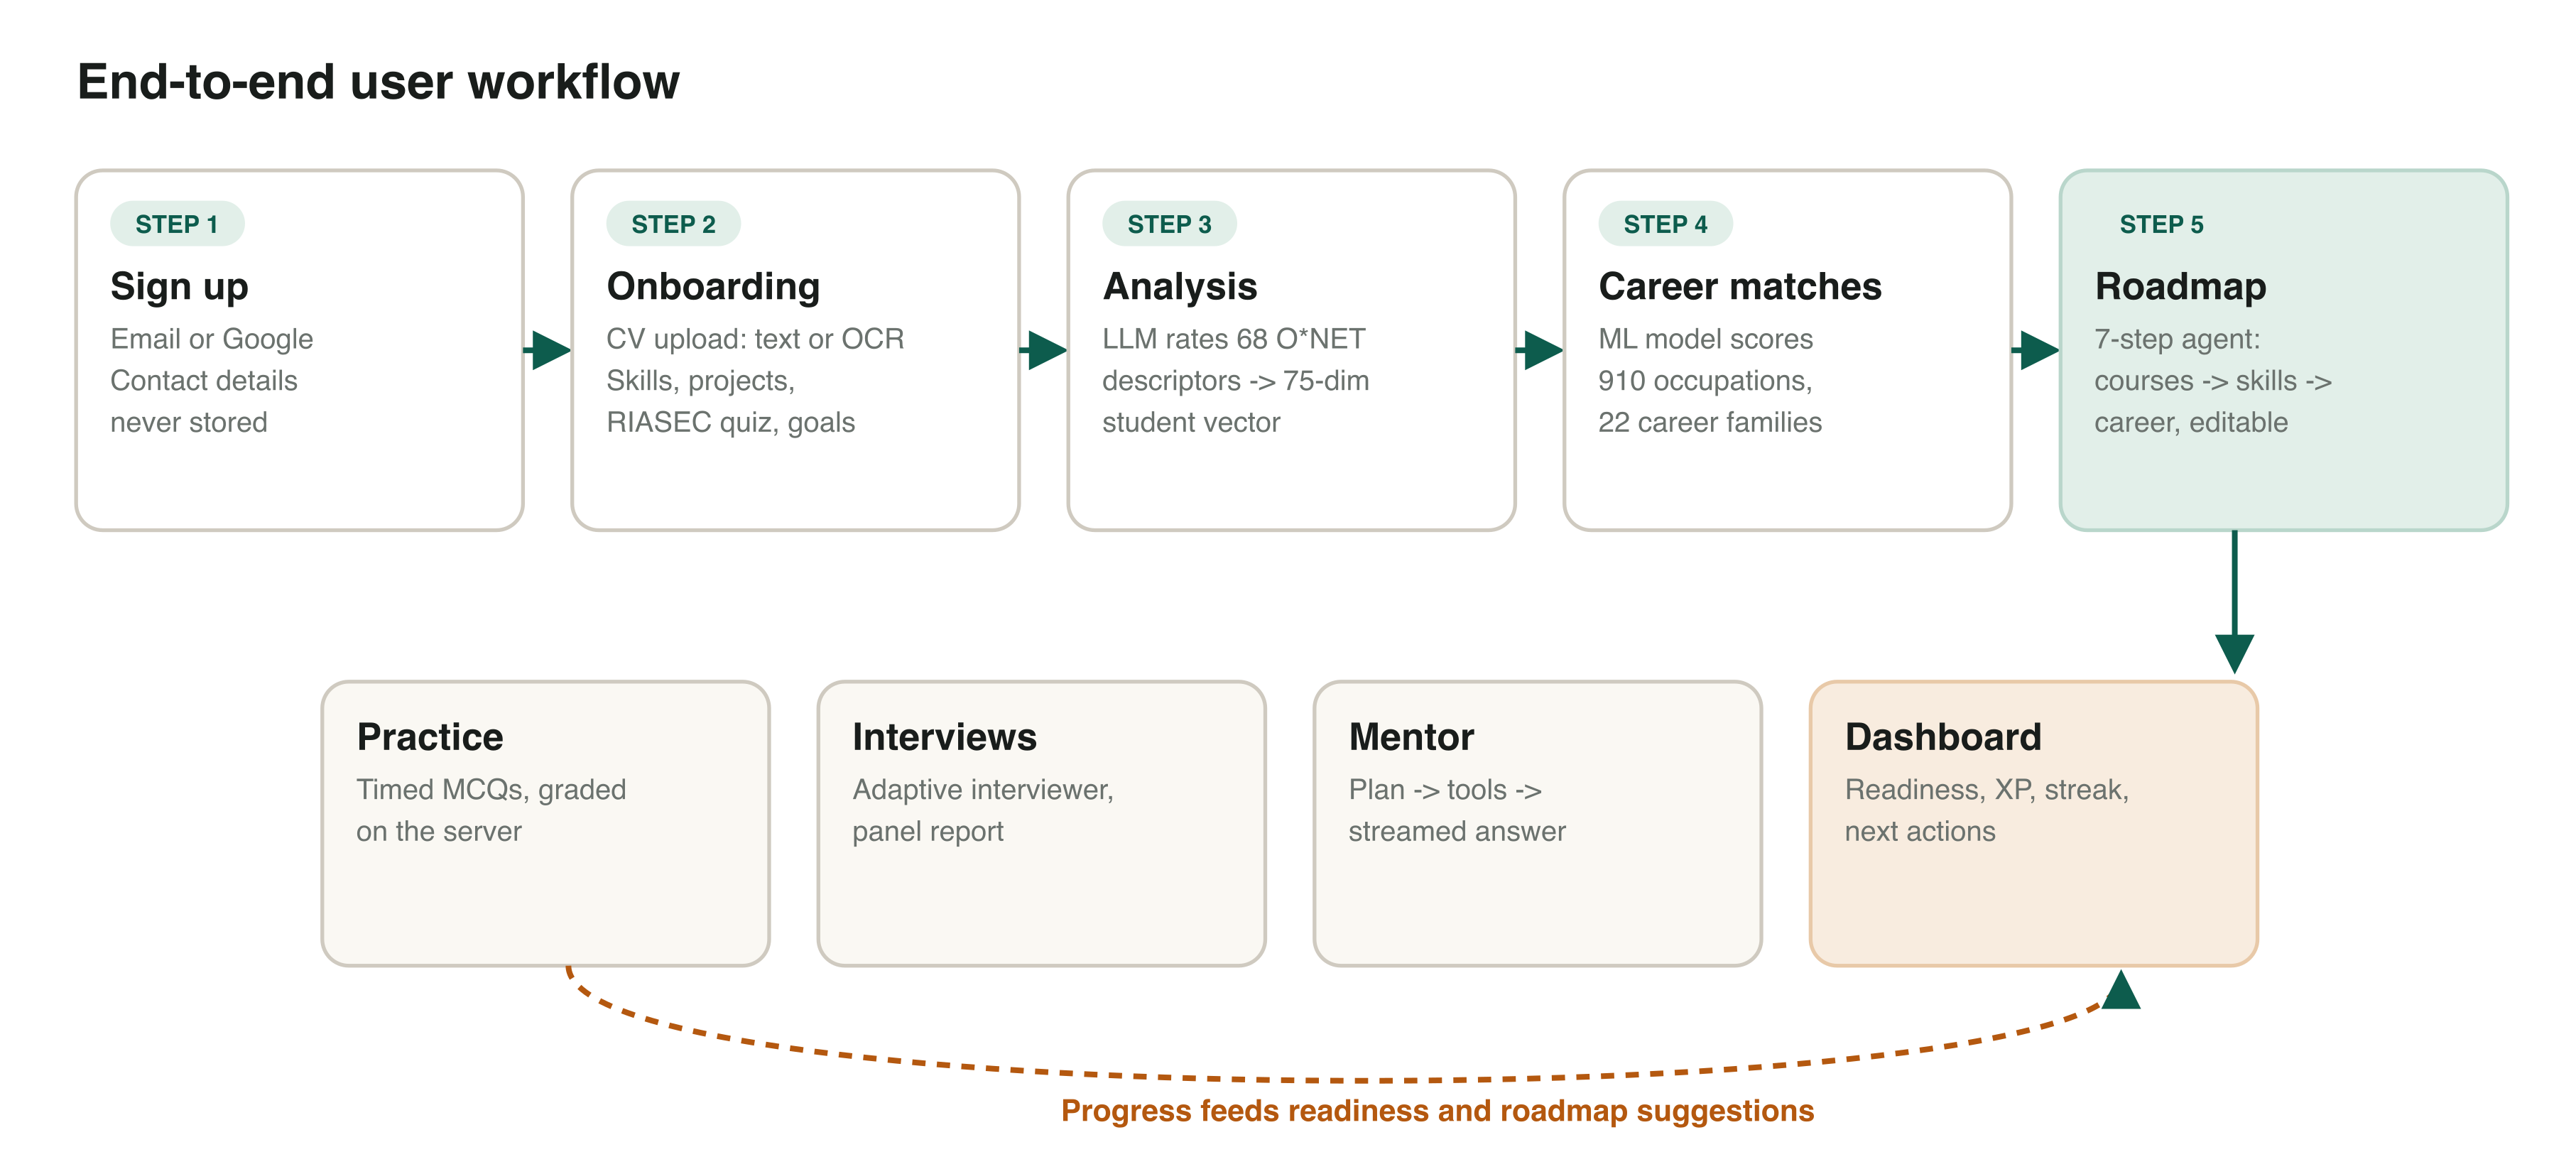 End-to-end user workflow
STEP 1
Sign up
Email or Google
Contact details
never stored
STEP 2
Onboarding
CV upload: text or OCR
Skills, projects,
RIASEC quiz, goals
STEP 3
Analysis
LLM rates 68 O*NET
descriptors -> 75-dim
student vector
STEP 4
Career matches
ML model scores
910 occupations,
22 career families
STEP 5
Roadmap
7-step agent:
courses -> skills ->
career, editable
Practice
Timed MCQs, graded
on the server
Interviews
Adaptive interviewer,
panel report
Mentor
Plan -> tools ->
streamed answer
Dashboard
Readiness, XP, streak,
next actions
Progress feeds readiness and roadmap suggestions